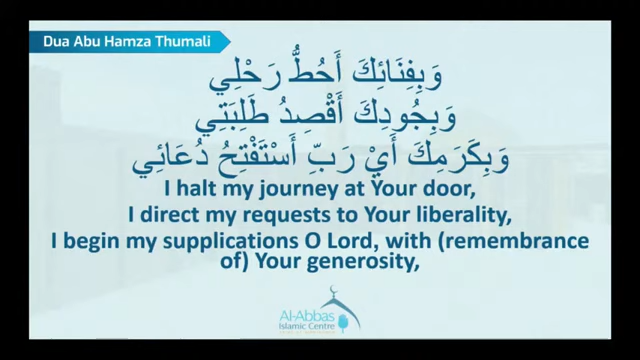 Dua Abu Hamza Thumali
وَبِفِنَائِكَ أَحُطُّ رَحْلِي
وَبِجُودِكَ أَقْصِدُ طَلِبَتِي
وَبِكَرَمِكَ أَيْ رَبِّ أَسْتَفْتِحُ دُعَائِي
I halt my journey at Your door,
I direct my requests to Your liberality,
I begin my supplications O Lord, with (remembrance
of) Your generosity,
Al-Abbas
Islamic Centre